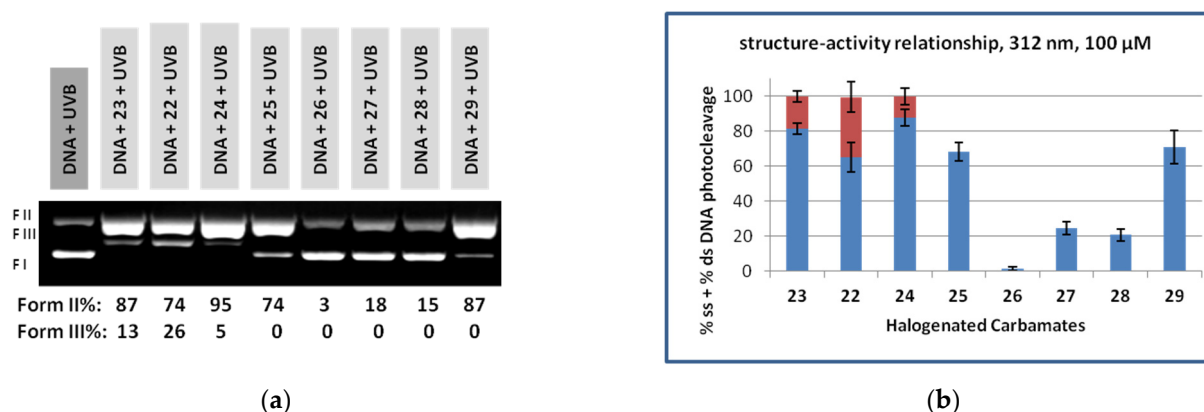 DNA + UVB
DNA + 23 + UVB
DNA + 22 + UVB
DNA + 24 + UVB
DNA + 25 + UVB
DNA + 26 + UVB
DNA + 27 + UVB
DNA + 28 + UVB
DNA + 29 + UVB
F II
F III
F I
Form II%: 87 74 95 74 3 18 15 87
Form III%: 13 26 5 0 0 0 0 0
(a)
structure-activity relationship, 312 nm, 100 μM
% ss + % ds DNA photocleavage
100
80
60
40
20
0
23 22 24 25 26 27 28 29
Halogenated Carbamates
(b)